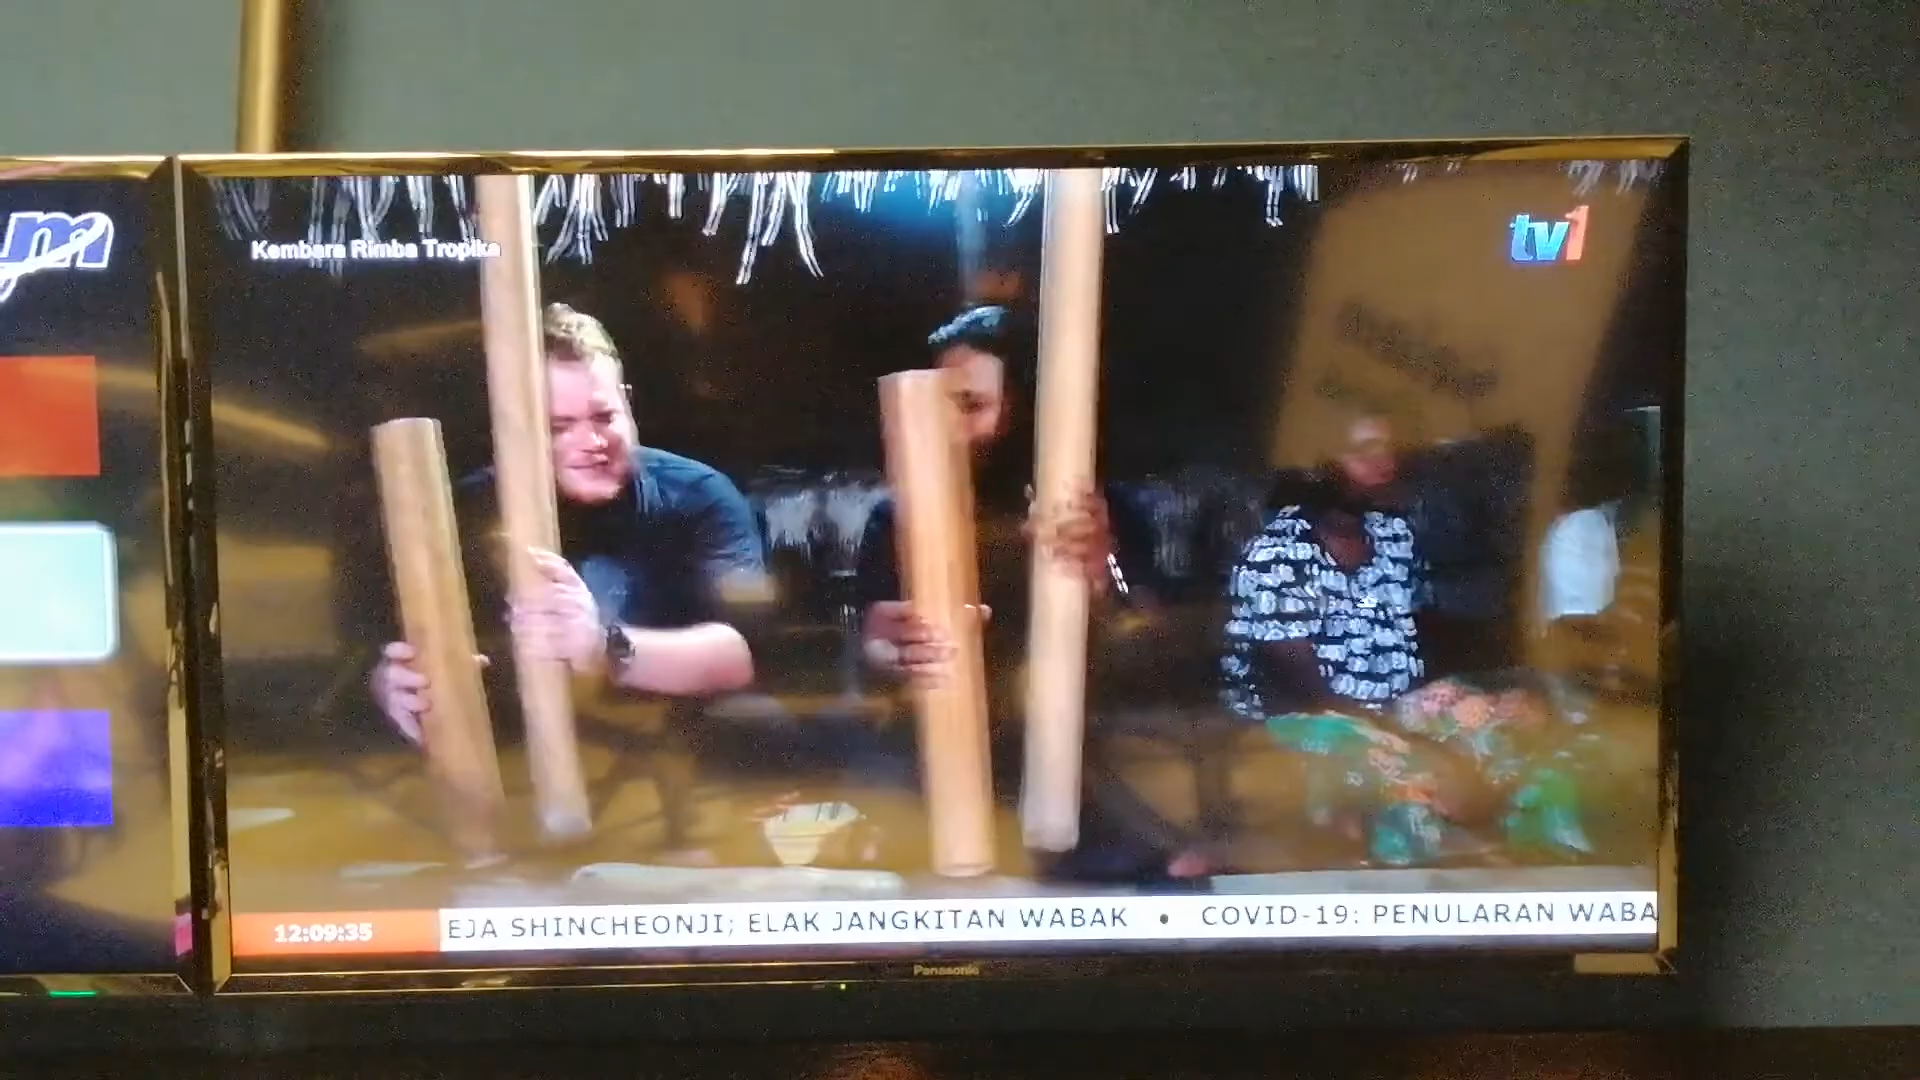 Kembara Rimba Tropika
tv1
12:09:35
EJA SHINCHEONJI; ELAK JANGKITAN WABAK • COVID-19: PENULARAN WABA
Panasonic